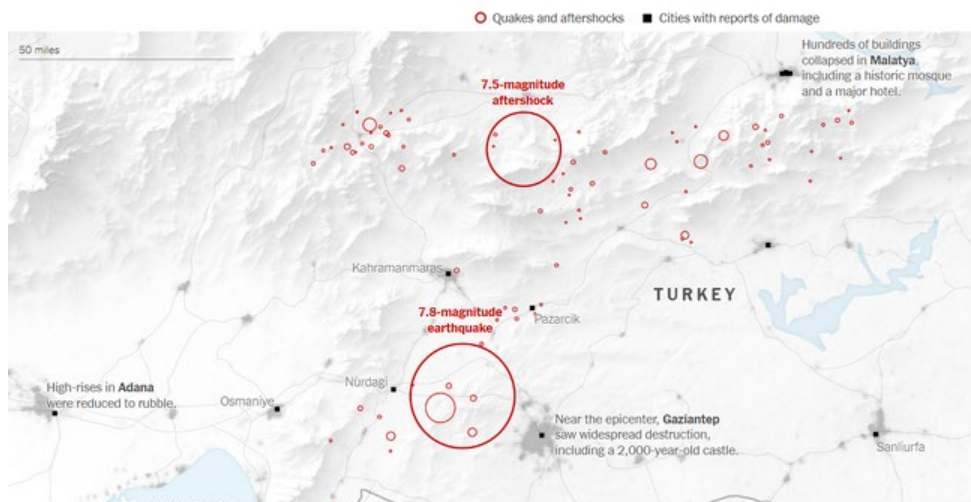 Quakes and aftershocks
Cities with reports of damage
50 miles
Hundreds of buildings
collapsed in Malatya,
including a historic mosque
and a major hotel.
7.5-magnitude
aftershock
Kahramanmaras
TURKEY
7.8-magnitude
earthquake
Pazarcik
Nurdagi
High-rises in Adana
were reduced to rubble.
Osmaniye
Near the epicenter, Gaziantep
saw widespread destruction,
including a 2,000-year-old castle.
Sanliurfa